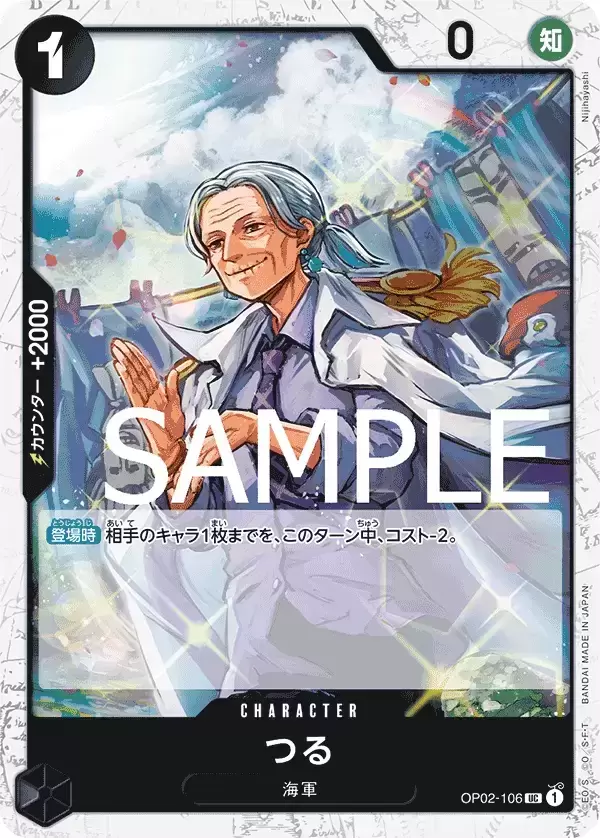 1
0
知
Nijihayashi
カウンター +2000
SAMPLE
登場時 相手のキャラ1枚までを、このターン中、コスト-2。
CHARACTER
つる
海軍
OP02-106 UC 1
©E.O. S.,©/O. ,S・F,T. BANDAI MADE IN JAPAN